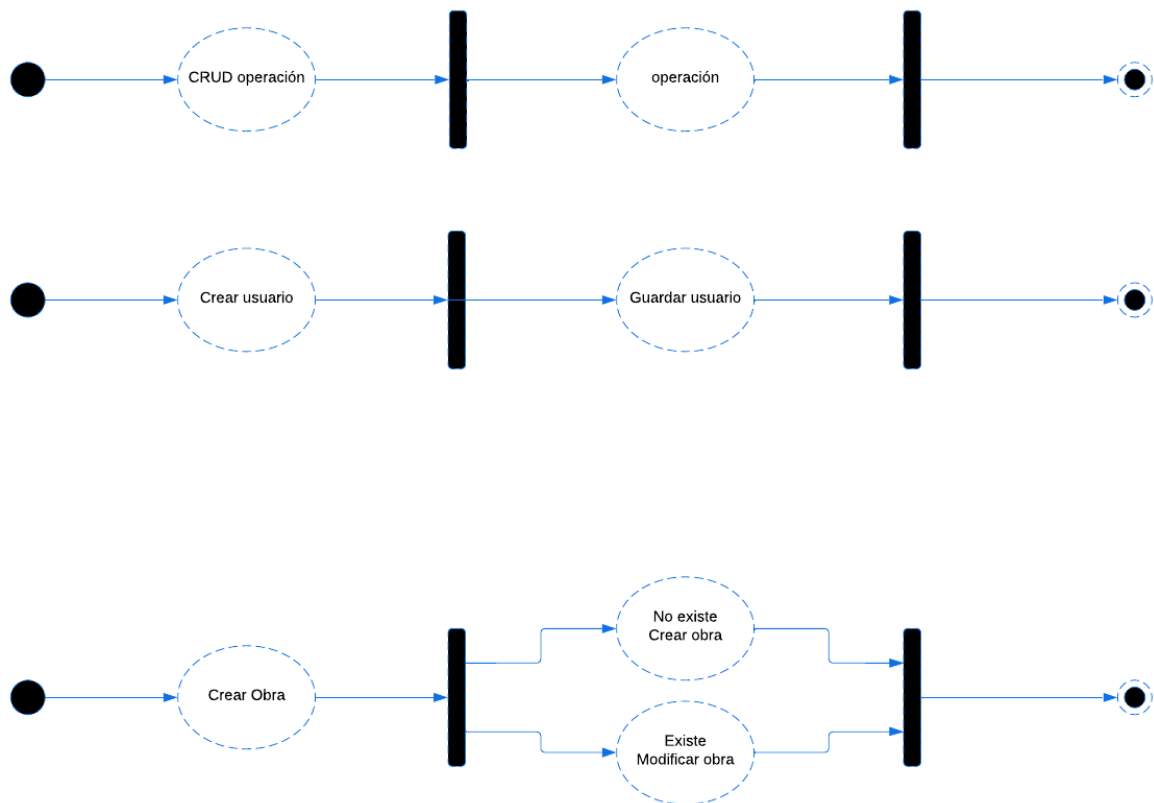 CRUD operación
operación
Crear usuario
Guardar usuario
No existe
Crear obra
Crear Obra
Existe
Modificar obra